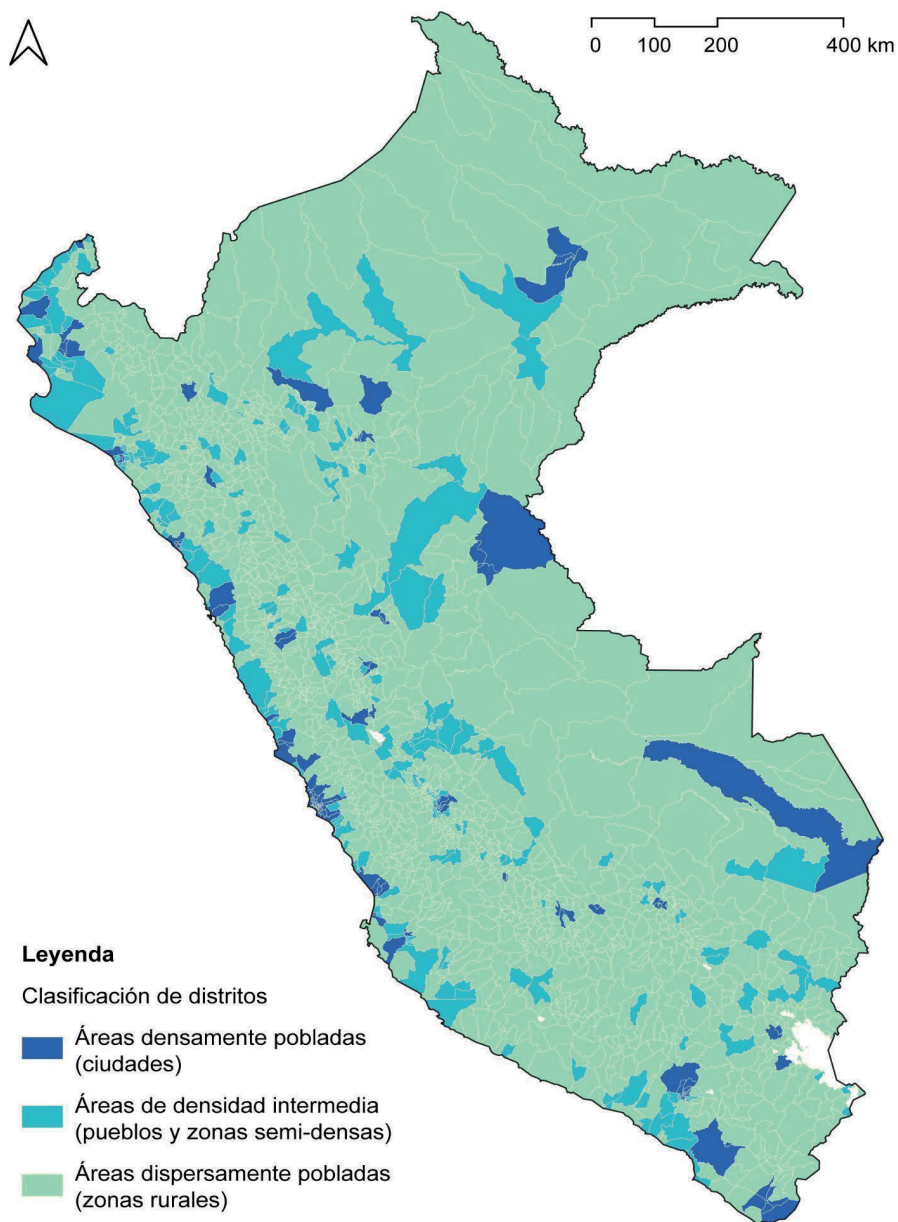 0 100 200 400 km
Leyenda
Clasificación de distritos
Áreas densamente pobladas
(ciudades)
Áreas de densidad intermedia
(pueblos y zonas semi-densas)
Áreas dispersamente pobladas
(zonas rurales)